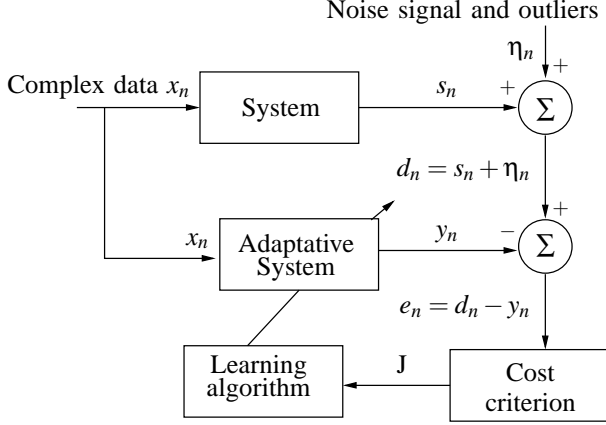 Noise signal and outliers
ηn
+
Complex data xn
System
sn
+
Σ
dn = sn + ηn
+
xn
Adaptative
System
yn
−
Σ
en = dn − yn
Learning
algorithm
J
Cost
criterion